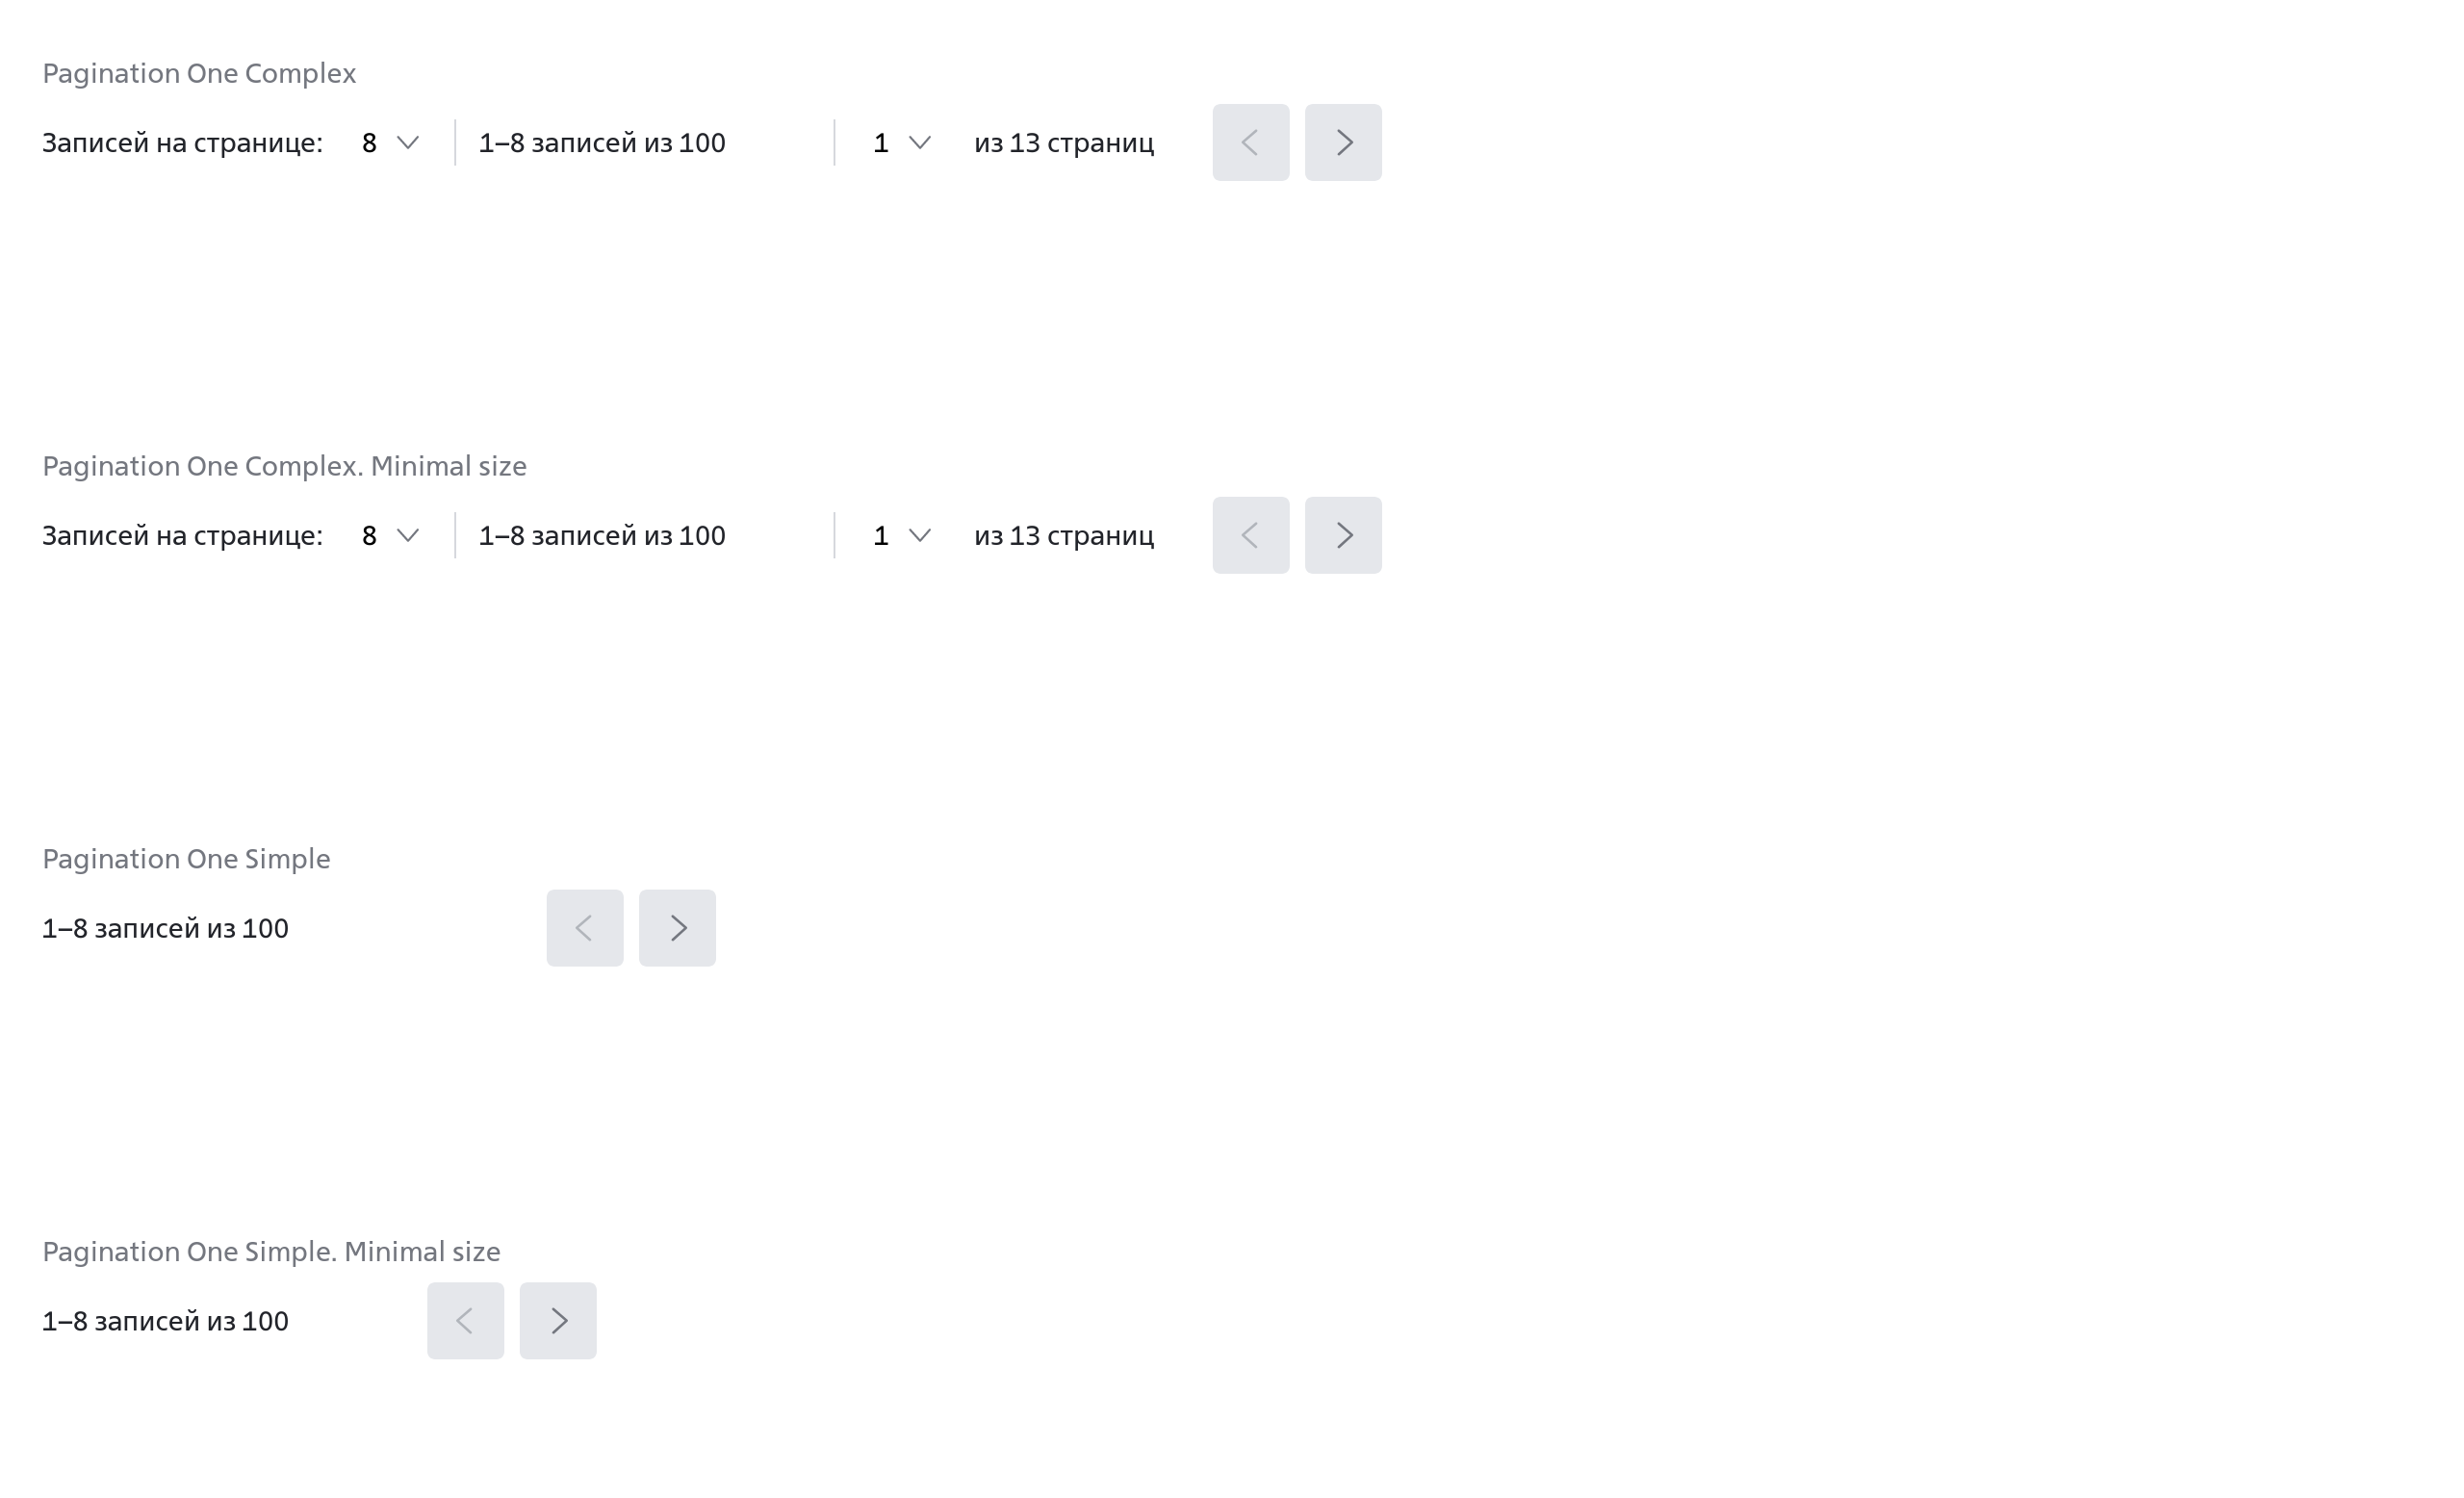 Pagination One Complex
Записей на странице: 8 1–8 записей из 100 1 из 13 страниц
Pagination One Complex. Minimal size
Записей на странице: 8 1–8 записей из 100 1 из 13 страниц
Pagination One Simple
1–8 записей из 100
Pagination One Simple. Minimal size
1–8 записей из 100